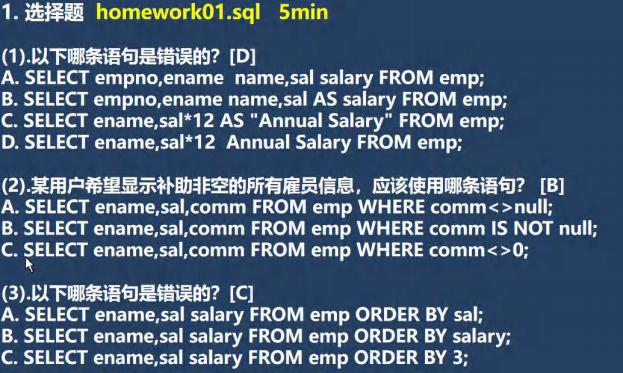 1. 选择题 homework01.sql 5min
(1).以下哪条语句是错误的? [D]
A. SELECT empno,ename name,sal salary FROM emp;
B. SELECT empno,ename name,sal AS salary FROM emp;
C. SELECT ename,sal*12 AS "Annual Salary" FROM emp;
D. SELECT ename,sal*12 Annual Salary FROM emp;
(2).某用户希望显示补助非空的所有雇员信息，应该使用哪条语句? [B]
A. SELECT ename,sal,comm FROM emp WHERE comm<>null;
B. SELECT ename,sal,comm FROM emp WHERE comm IS NOT null;
C. SELECT ename,sal,comm FROM emp WHERE comm<>0;
(3).以下哪条语句是错误的? [C]
A. SELECT ename,sal salary FROM emp ORDER BY sal;
B. SELECT ename,sal salary FROM emp ORDER BY salary;
C. SELECT ename,sal salary FROM emp ORDER BY 3;